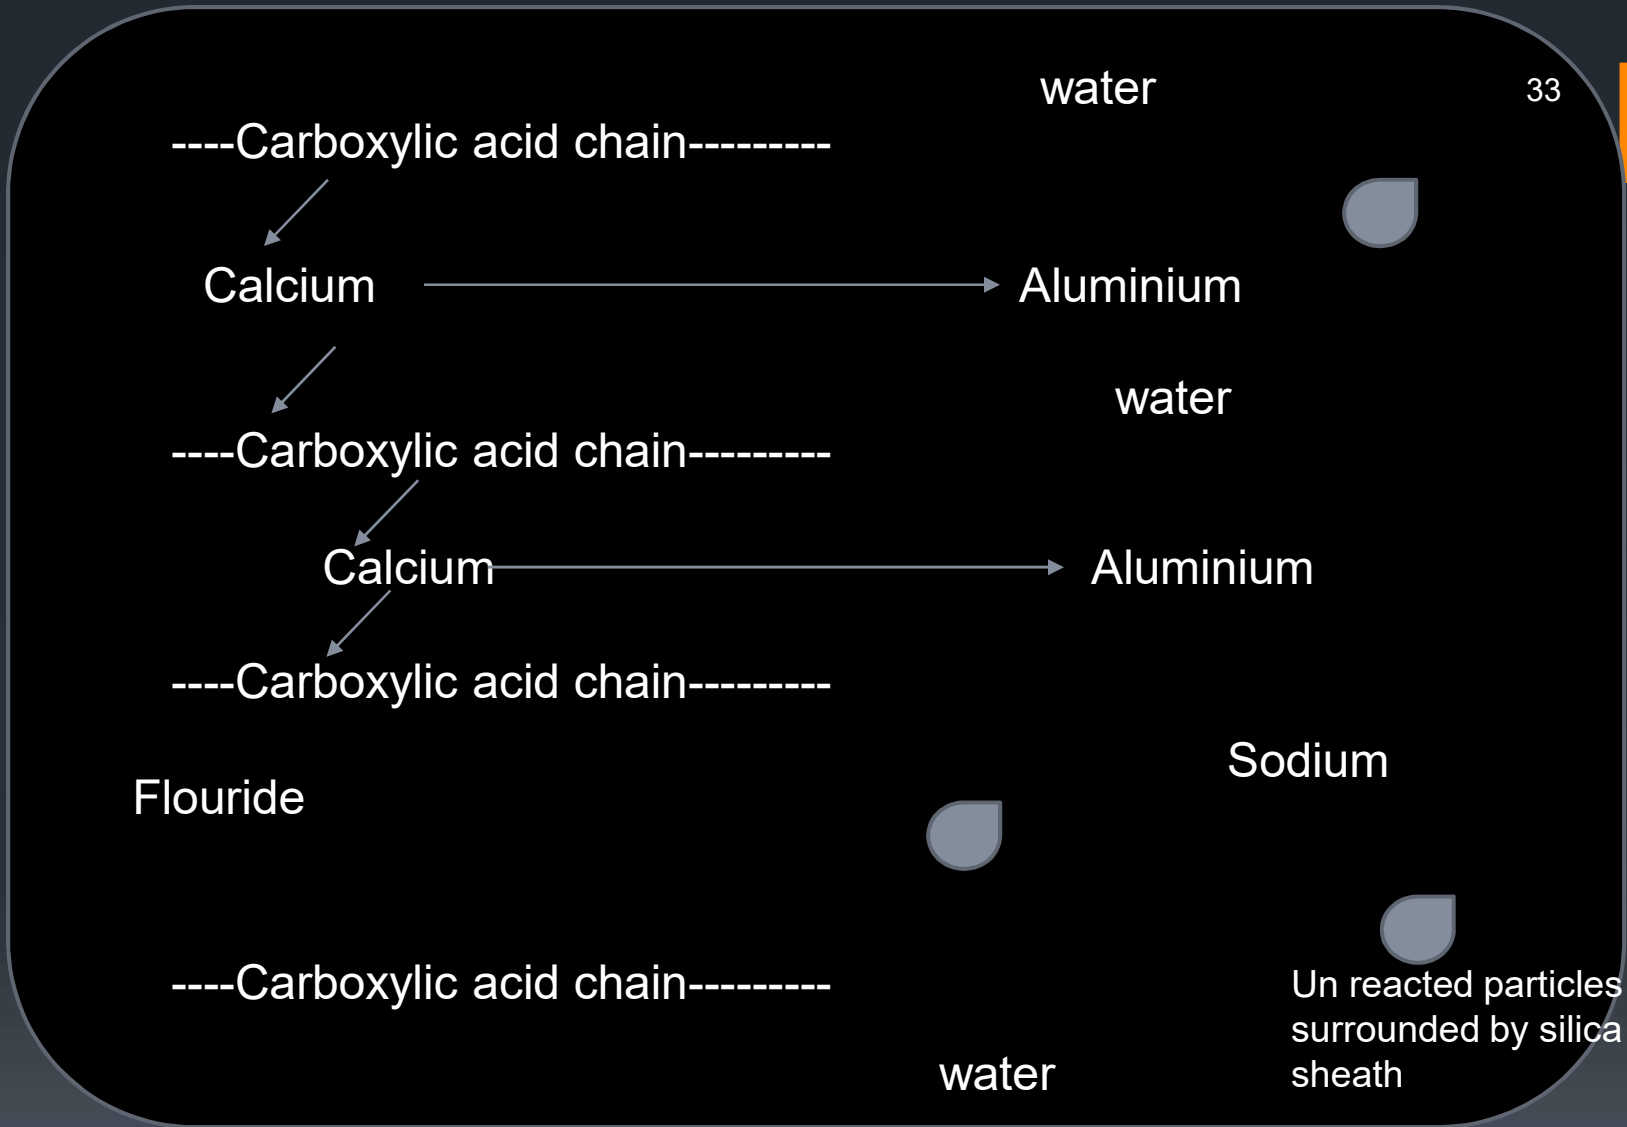 water
33
----Carboxylic acid chain---------
Calcium
Aluminium
water
----Carboxylic acid chain---------
Calcium
Aluminium
----Carboxylic acid chain---------
Sodium
Flouride
----Carboxylic acid chain---------
Un reacted particles
surrounded by silica
sheath
water